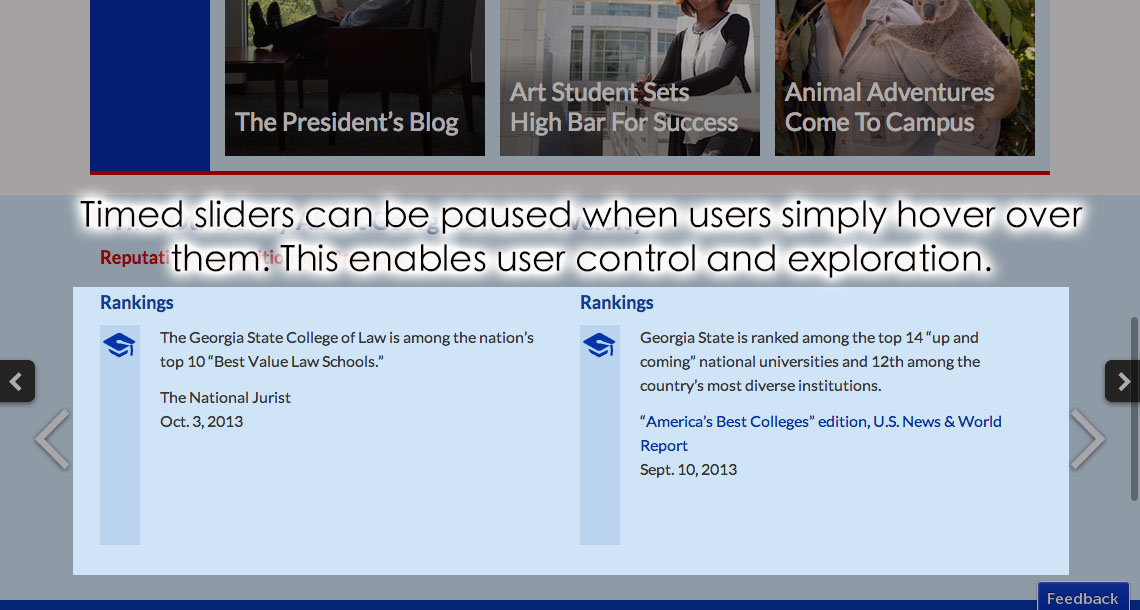 The President's Blog
Art Student Sets
High Bar For Success
Animal Adventures
Come To Campus
Timed sliders can be paused when users simply hover over
them. This enables user control and exploration.
Rankings
The Georgia State College of Law is among the nation's
top 10 “Best Value Law Schools.”
The National Jurist
Oct. 3, 2013
Rankings
Georgia State is ranked among the top 14 “up and
coming” national universities and 12th among the
country's most diverse institutions.
“America's Best Colleges” edition, U.S. News & World
Report
Sept. 10, 2013
Feedback